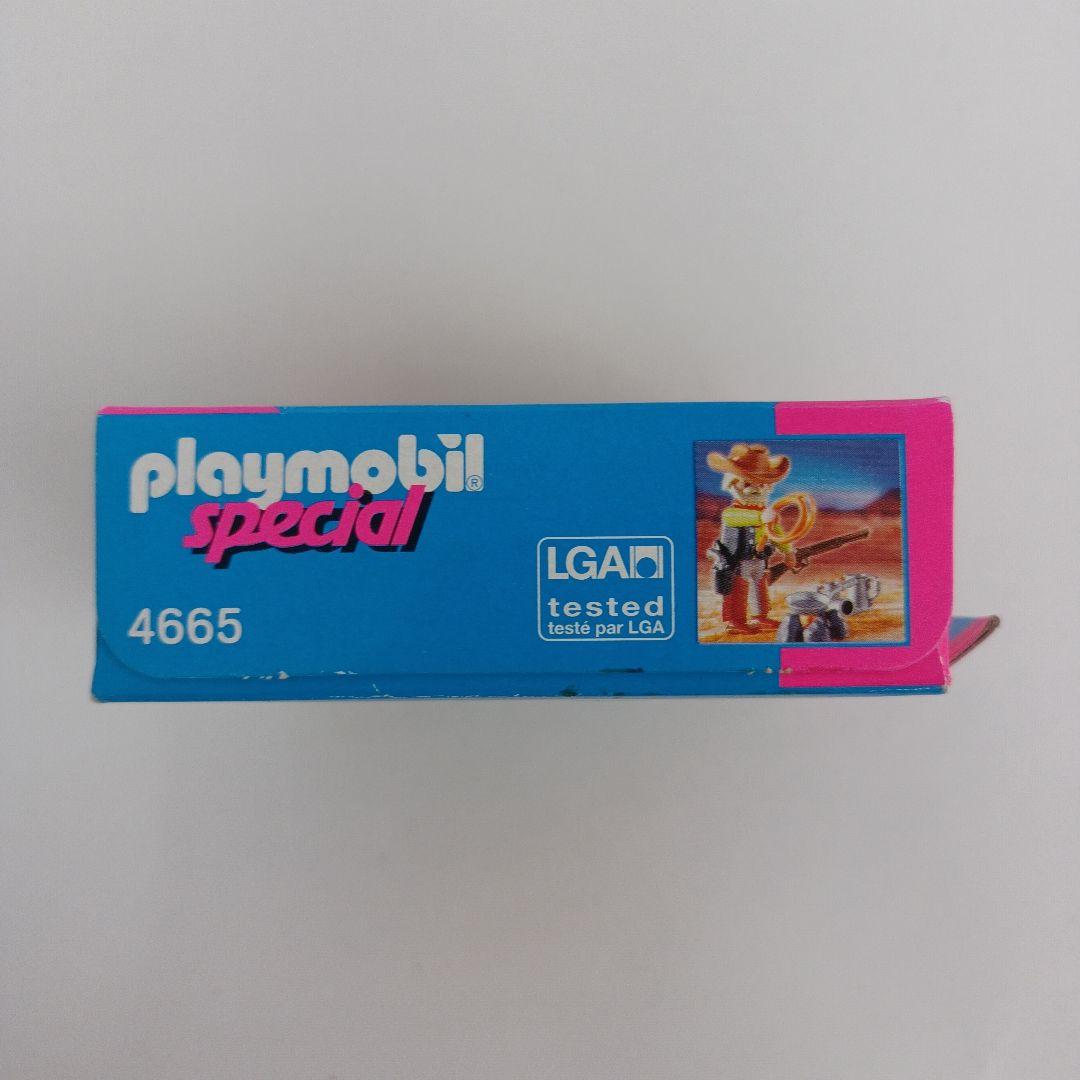 playmobil®
special
4665
LGA
tested
testé par LGA